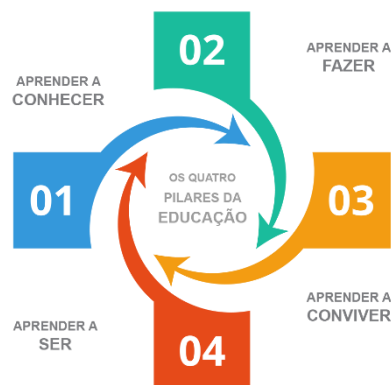 02
APRENDER A
FAZER
APRENDER A
CONHECER
01
OS QUATRO
PILARES DA
EDUCAÇÃO
03
APRENDER A
CONVIVER
APRENDER A
SER
04